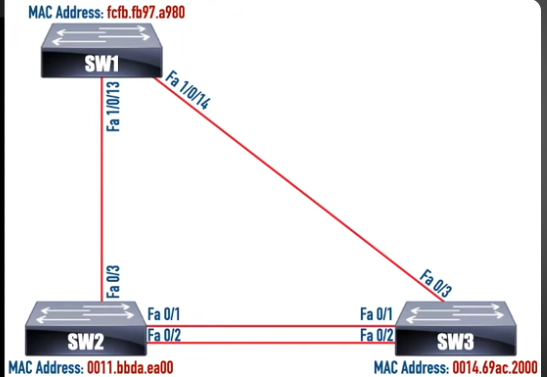 MAC Address: fcfb.fb97.a980
SW1
Fa 1/0/13
Fa 1/0/14
Fa 0/3
Fa 0/3
Fa 0/1
Fa 0/1
Fa 0/2
Fa 0/2
SW2
SW3
MAC Address: 0011.bbda.ea00
MAC Address: 0014.69ac.2000